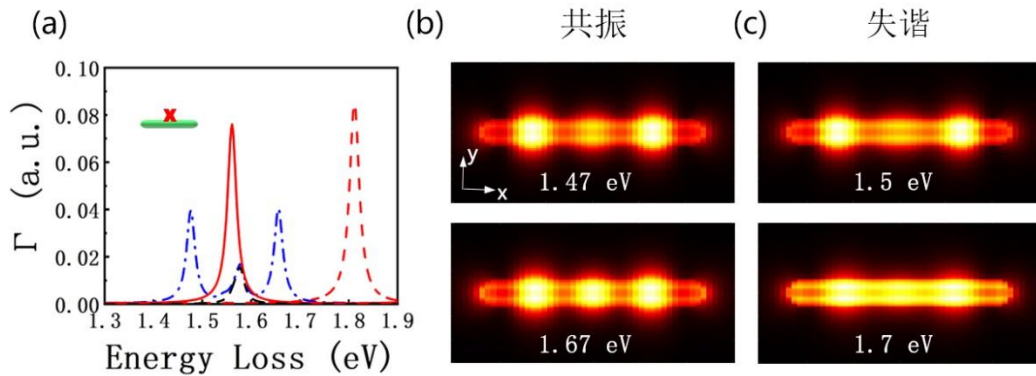 (a)
Γ (a.u.)
0.10
0.08
0.06
0.04
0.02
0.00
x
1.3 1.4 1.5 1.6 1.7 1.8 1.9
Energy Loss (eV)
(b) 共振
y
x
1.47 eV
1.67 eV
(c) 失谐
1.5 eV
1.7 eV